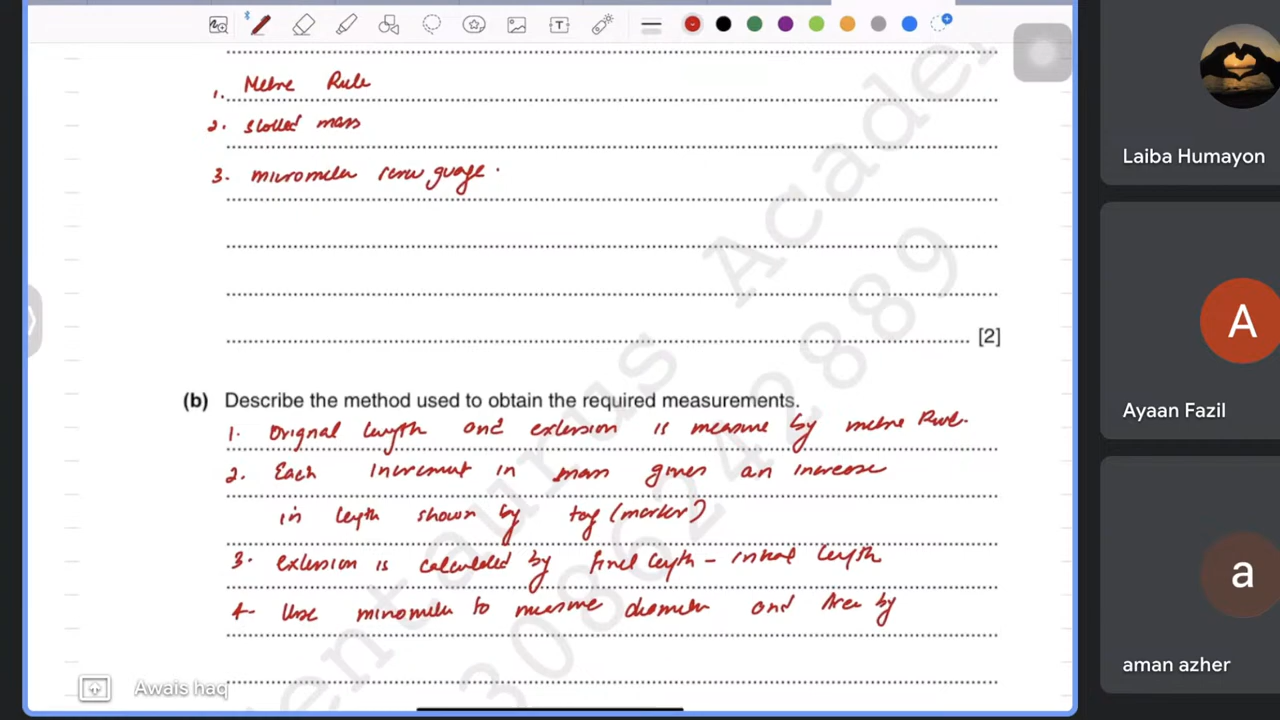 1. Metre Rule
2. slotted mass
3. micrometer screw guage.
[2]
(b) Describe the method used to obtain the required measurements.
1. Orignal length and extension is measure by metre Rule.
2. Each increment in mass gives an increase
in length shown by tag (marker)
3. extension is calculated by final length - initial length
4- Use micrometer to measure diameter and Area by
Awais haq
Laiba Humayon
A
Ayaan Fazil
a
aman azher
entaurus Academ
3086242889